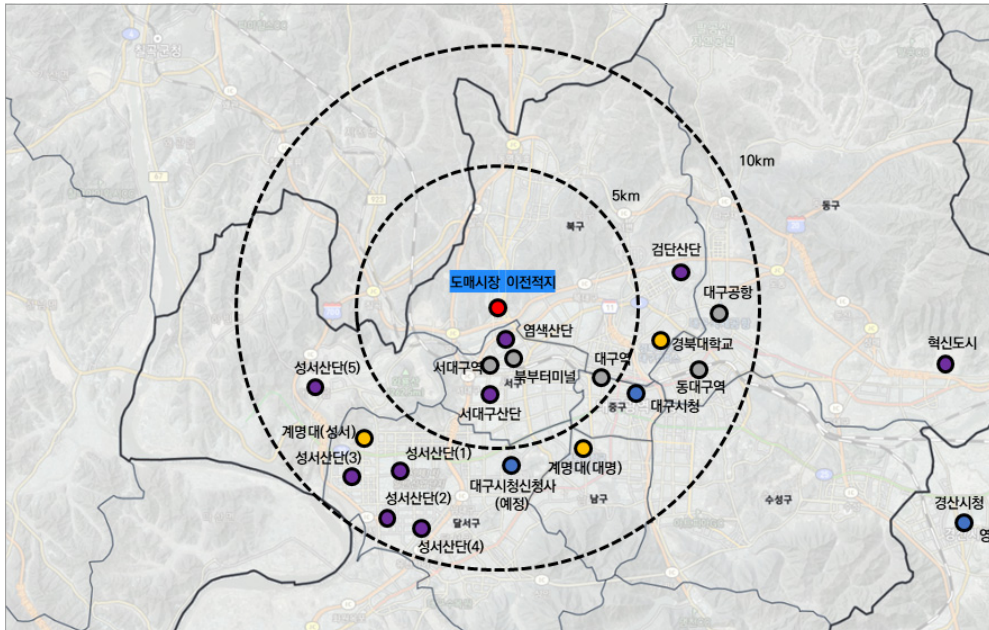 칠곡군청
10km
5km
동구
북구
검단산단
도매시장 이전적지
대구공항
염색산단
경북대학교
서대구역
북부터미널
대구역
혁신도시
성서산단(5)
서구
동대구역
서대구산단
중구
대구시청
계명대(성서)
성서산단(3)
성서산단(1)
계명대(대명)
대구시청신청사
(예정)
남구
수성구
성서산단(2)
달서구
경산시청
성서산단(4)
영